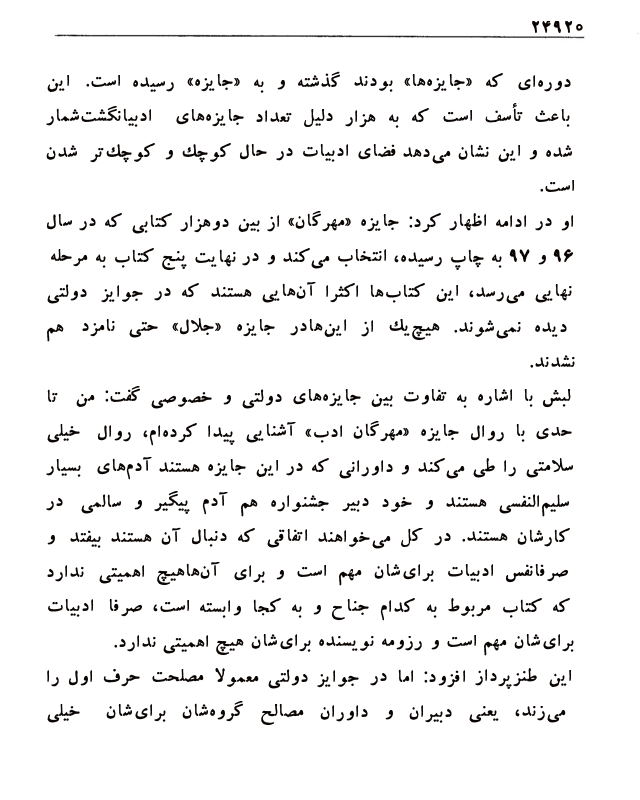 ۲۴۹۲۰
دوره‌ای که «جایزه‌ها» بودند گذشته و به «جایزه» رسیده است. این
باعث تأسف است که به هزار دلیل تعداد جایزه‌های ادبیانگشت‌شمار
شده و این نشان می‌دهد فضای ادبیات در حال کوچك و کوچك‌تر شدن
است.
او در ادامه اظهار کرد: جایزه «مهرگان» از بین دوهزار کتابی که در سال
۹۶ و ۹۷ به چاپ رسیده، انتخاب می‌کند و در نهایت پنج کتاب به مرحله
نهایی می‌رسد، این کتاب‌ها اکثرا آن‌هایی هستند که در جوایز دولتی
دیده نمی‌شوند. هیچ‌یك از این‌هادر جایزه «جلال» حتی نامزد هم
نشدند.
لبش با اشاره به تفاوت بین جایزه‌های دولتی و خصوصی گفت: من تا
حدی با روال جایزه «مهرگان ادب» آشنایی پیدا کرده‌ام، روال خیلی
سلامتی را طی می‌کند و داورانی که در این جایزه هستند آدم‌های بسیار
سلیم‌النفسی هستند و خود دبیر جشنواره هم آدم پیگیر و سالمی در
کارشان هستند. در کل می‌خواهند اتفاقی که دنبال آن هستند بیفتد و
صرفانفس ادبیات برای‌شان مهم است و برای آن‌هاهیچ اهمیتی ندارد
که کتاب مربوط به کدام جناح و به کجا وابسته است، صرفا ادبیات
برای‌شان مهم است و رزومه نویسنده برای‌شان هیچ اهمیتی ندارد.
این طنزپرداز افزود: اما در جوایز دولتی معمولا مصلحت حرف اول را
می‌زند، یعنی دبیران و داوران مصالح گروه‌شان برای‌شان خیلی